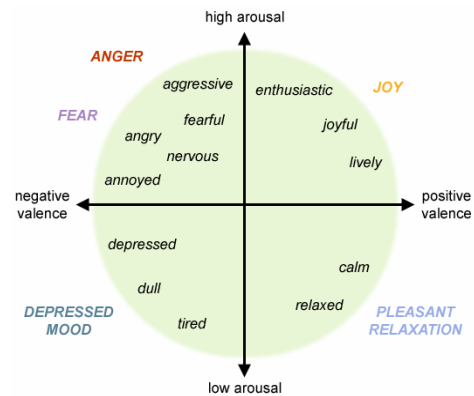 high arousal
ANGER
aggressive
enthusiastic
JOY
FEAR
fearful
joyful
angry
nervous
lively
annoyed
negative
valence
positive
valence
depressed
calm
dull
relaxed
DEPRESSED
MOOD
tired
PLEASANT
RELAXATION
low arousal